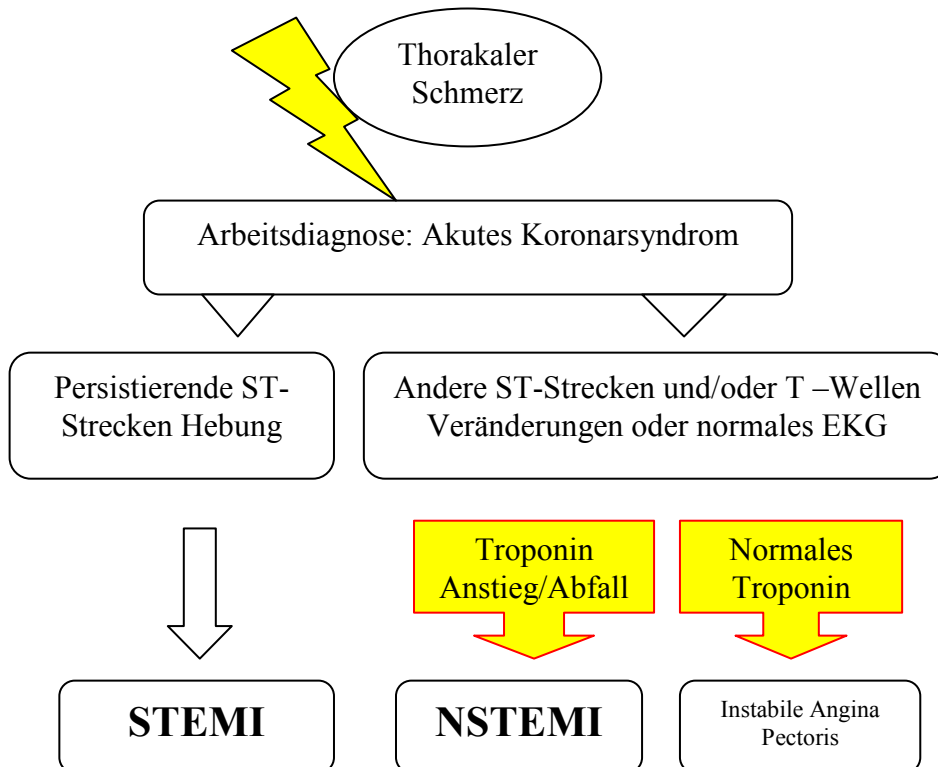 Thorakaler
Schmerz
Arbeitsdiagnose: Akutes Koronarsyndrom
Persistierende ST-
Strecken Hebung
Andere ST-Strecken und/oder T –Wellen
Veränderungen oder normales EKG
Troponin
Anstieg/Abfall
Normales
Troponin
STEMI
NSTEMI
Instabile Angina
Pectoris